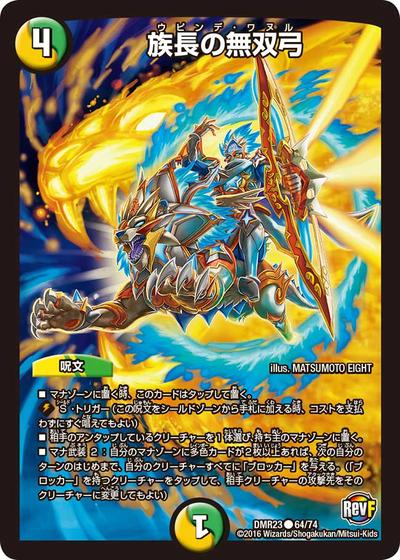 4
ウピンデ・ワヌル
族長の無双弓
illus. MATSUMOTO EIGHT
呪文
■ マナゾーンに置く時、このカードはタップして置く。
S・トリガー(この呪文をシールドゾーンから手札に加える時、コストを支払
わずにすぐ唱えてもよい)
■ 相手のアンタップしているクリーチャーを1体選び、持ち主のマナゾーンに置く。
■ マナ武装 2:自分のマナゾーンに多色カードが2枚以上あれば、次の自分の
ターンのはじめまで、自分のクリーチャーすべてに「ブロッカー」を与える。(「ブ
ロッカー」を持つクリーチャーをタップして、相手クリーチャーの攻撃先をその
クリーチャーに変更してもよい)
1
DMR23 ● 64/74
©2016 Wizards/Shogakukan/Mitsui-Kids
RevF